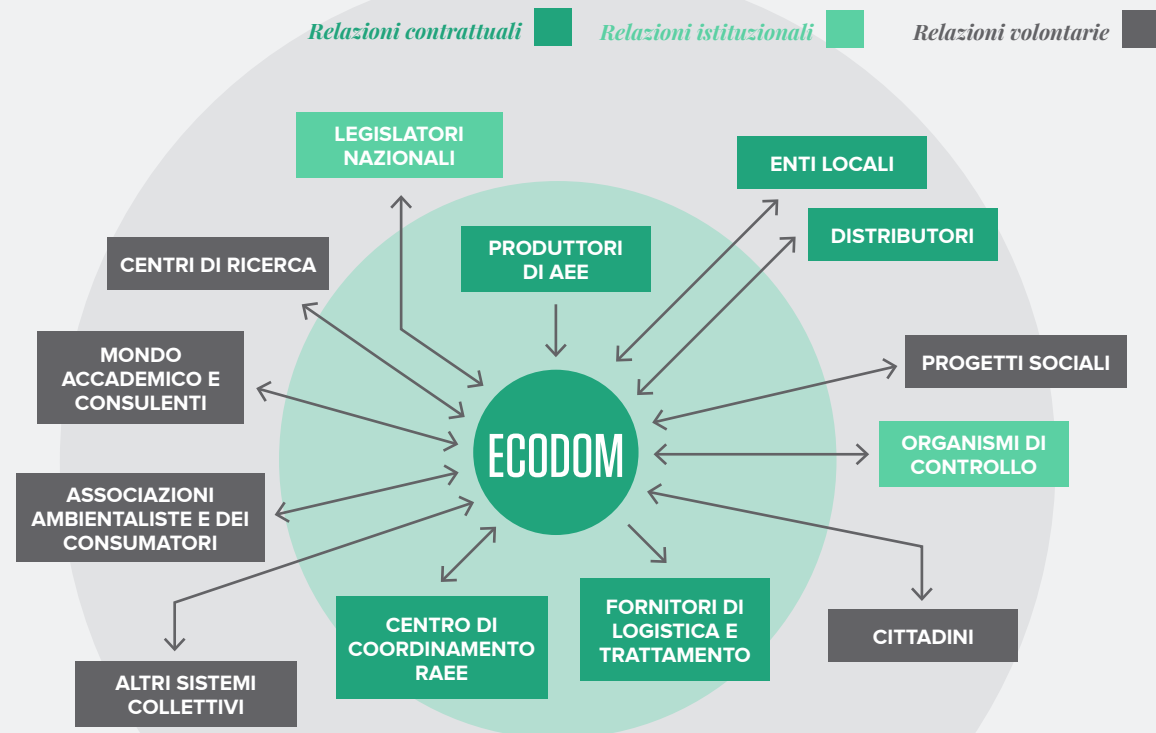 Relazioni contrattuali
Relazioni istituzionali
Relazioni volontarie
LEGISLATORI
NAZIONALI
ENTI LOCALI
DISTRIBUTORI
PRODUTTORI
DI AEE
CENTRI DI RICERCA
MONDO
ACCADEMICO E
CONSULENTI
PROGETTI SOCIALI
ECODOM
ORGANISMI DI
CONTROLLO
ASSOCIAZIONI
AMBIENTALISTE E DEI
CONSUMATORI
CENTRO DI
COORDINAMENTO
RAEE
FORNITORI DI
LOGISTICA E
TRATTAMENTO
CITTADINI
ALTRI SISTEMI
COLLETTIVI